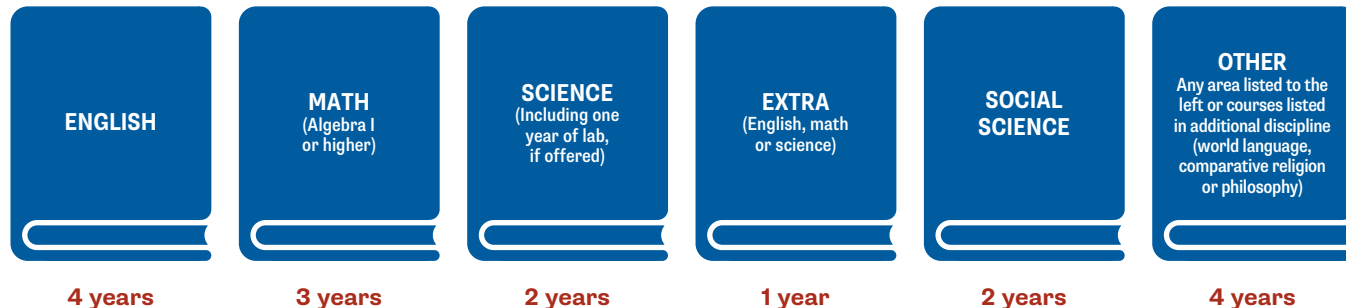 ENGLISH
4 years
MATH
(Algebra I
or higher)
3 years
SCIENCE
(Including one
year of lab,
if offered)
2 years
EXTRA
(English, math
or science)
1 year
SOCIAL
SCIENCE
2 years
OTHER
Any area listed to the
left or courses listed
in additional discipline
(world language,
comparative religion
or philosophy)
4 years